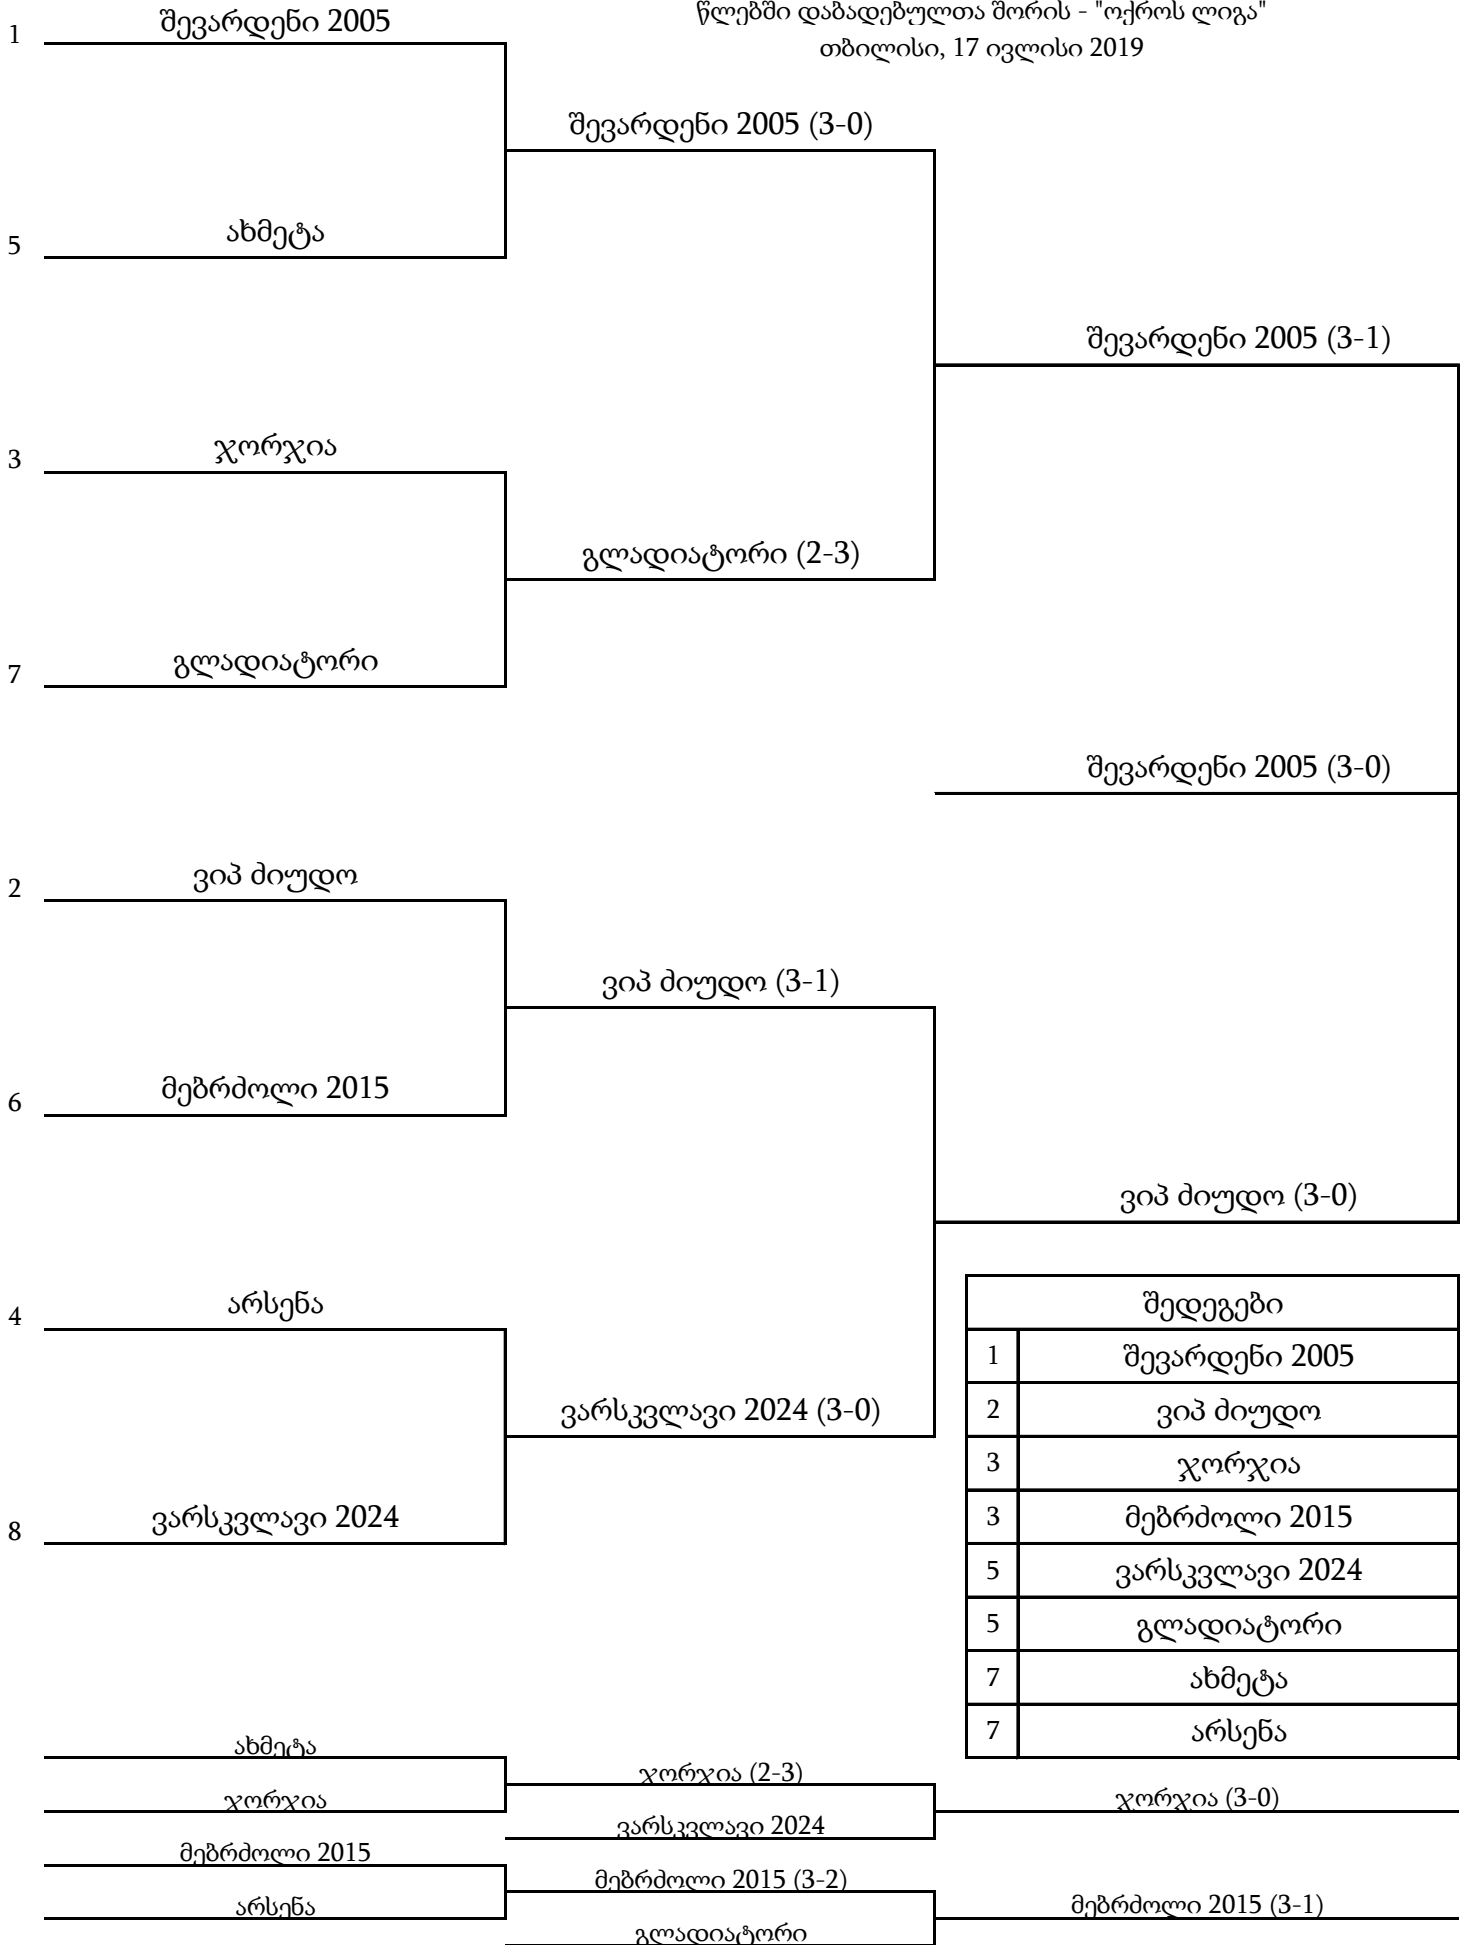 წლებში დაბადებულთა შორის - "ოქროს ლიგა"
თბილისი, 17 ივლისი 2019
1 შევარდენი 2005
შევარდენი 2005 (3-0)
5 ახმეტა
შევარდენი 2005 (3-1)
3 ჯორჯია
გლადიატორი (2-3)
7 გლადიატორი
შევარდენი 2005 (3-0)
2 ვიპ ძიუდო
ვიპ ძიუდო (3-1)
6 მებრძოლი 2015
ვიპ ძიუდო (3-0)
4 არსენა
ვარსკვლავი 2024 (3-0)
8 ვარსკვლავი 2024
შედეგები
1 შევარდენი 2005
2 ვიპ ძიუდო
3 ჯორჯია
3 მებრძოლი 2015
5 ვარსკვლავი 2024
5 გლადიატორი
7 ახმეტა
7 არსენა
ახმეტა
ჯორჯია (2-3)
ჯორჯია
ჯორჯია (3-0)
ვარსკვლავი 2024
მებრძოლი 2015
მებრძოლი 2015 (3-2)
არსენა
მებრძოლი 2015 (3-1)
გლადიატორი